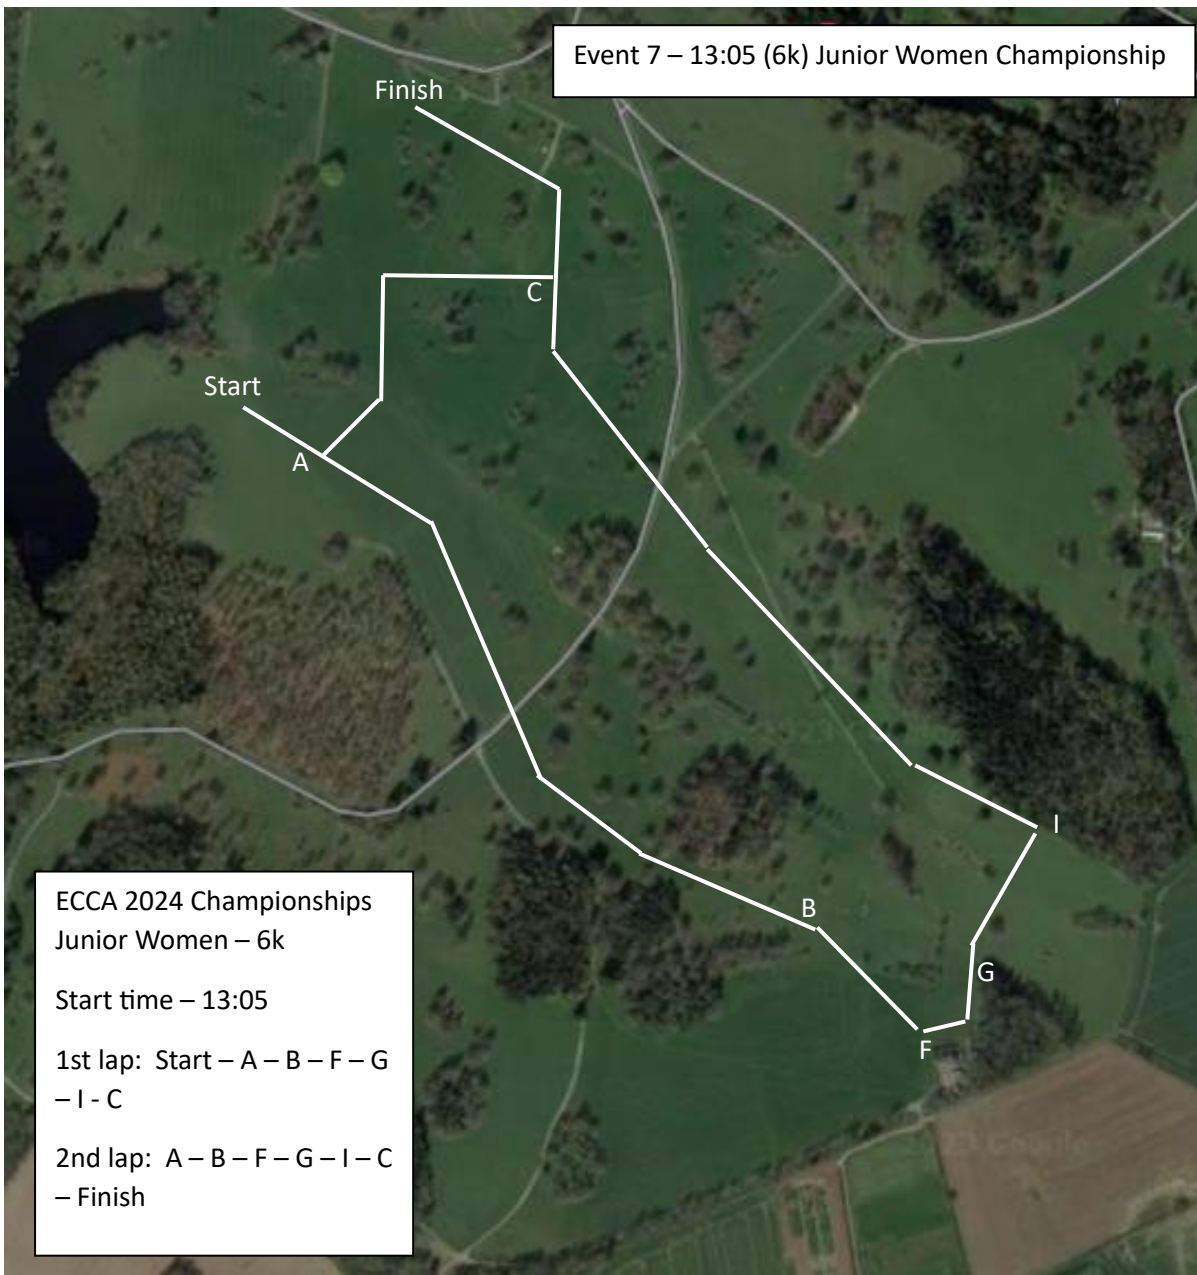 Event 7 – 13:05 (6k) Junior Women Championship
Finish
C
Start
A
I
B
G
F
ECCA 2024 Championships
Junior Women – 6k
Start time – 13:05
1st lap:  Start – A – B – F – G
– I - C
2nd lap:  A – B – F – G – I – C
– Finish